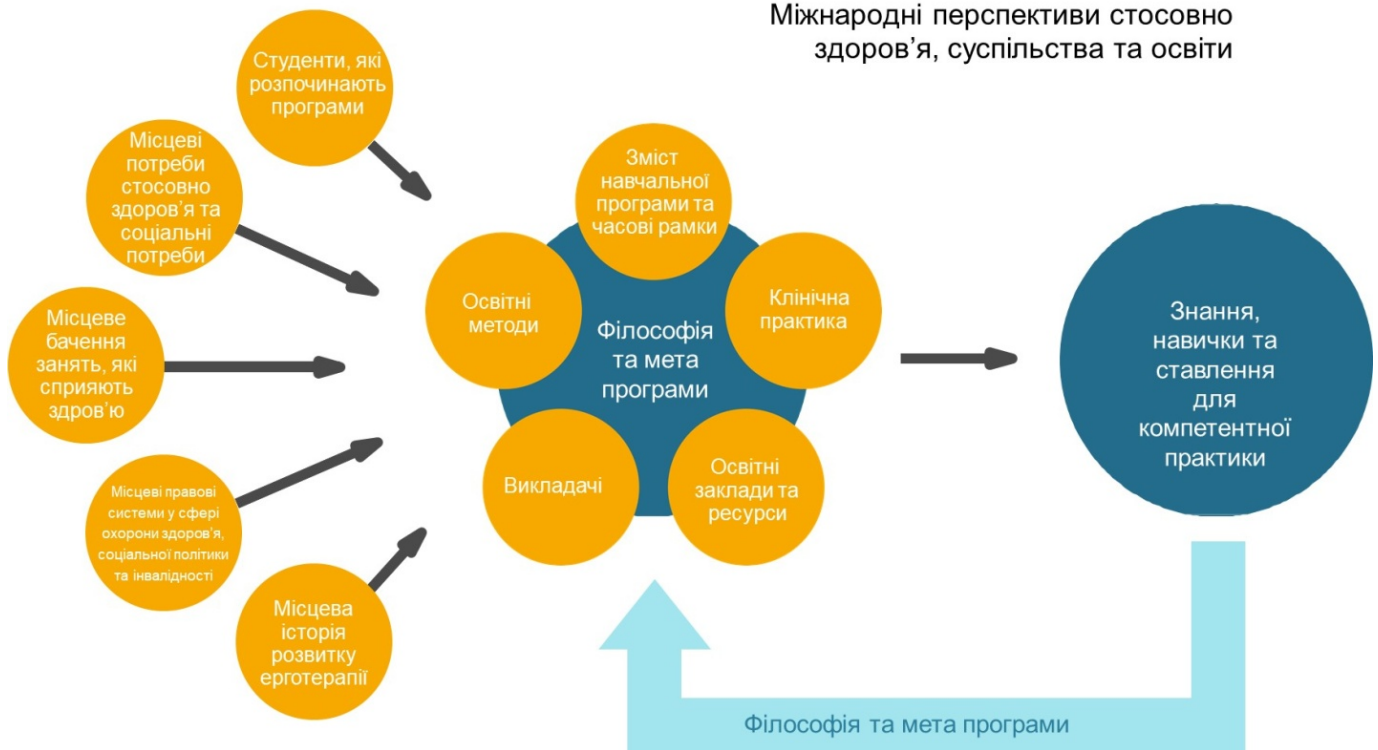 Міжнародні перспективи стосовно
здоров’я, суспільства та освіти
Студенти, які
розпочинають
програми
Місцеві
потреби
стосовно
здоров’я та
соціальні
потреби
Місцеве
бачення
занять, які
сприяють
здров’ю
Місцеві правові
системи у сфері
охорони здоров’я,
соціальної політики
та інвалідності
Місцева
історія
розвитку
ерготерапії
Зміст
навчальної
програми та
часові рамки
Освітні
методи
Клінічна
практика
Філософія
та мета
програми
Викладачі
Освітні
заклади та
ресурси
Знання,
навички та
ставлення
для
компетентної
практики
Філософія та мета програми